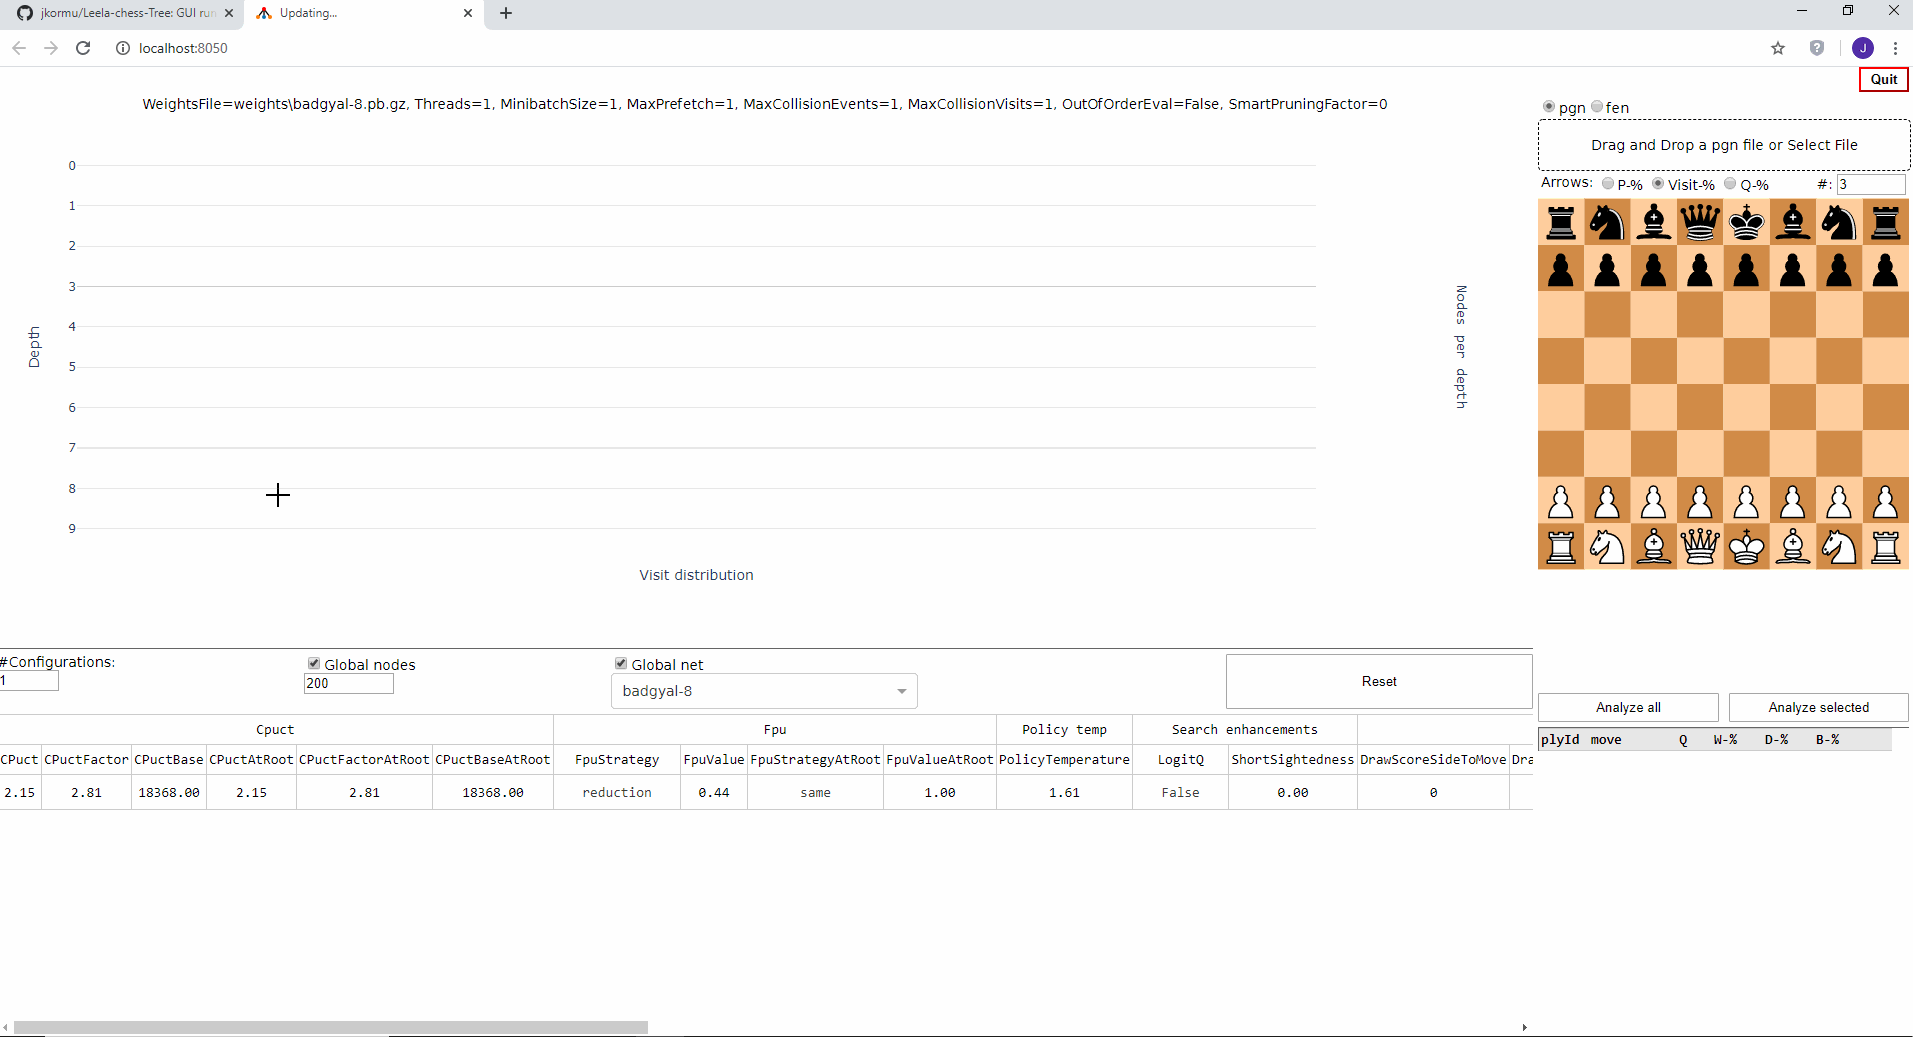 jkormu/Leela-chess-Tree: GUI run
Updating...
localhost:8050
J
Quit
WeightsFile=weights\badgyal-8.pb.gz, Threads=1, MinibatchSize=1, MaxPrefetch=1, MaxCollisionEvents=1, MaxCollisionVisits=1, OutOfOrderEval=False, SmartPruningFactor=0
pgn fen
Drag and Drop a pgn file or Select File
Arrows: P-% Visit-% Q-% #: 3
0
1
2
3
4
5
6
7
8
9
Depth
Nodes per depth
Visit distribution
#Configurations:
1
Global nodes
200
Global net
badgyal-8
Reset
Analyze all
Analyze selected
Cpuct Fpu Policy temp Search enhancements
plyId move Q W-% D-% B-%
CPuct CPuctFactor CPuctBase CPuctAtRoot CPuctFactorAtRoot CPuctBaseAtRoot FpuStrategy FpuValue FpuStrategyAtRoot FpuValueAtRoot PolicyTemperature LogitQ ShortSightedness DrawScoreSideToMove Dra
2.15 2.81 18368.00 2.15 2.81 18368.00 reduction 0.44 same 1.00 1.61 False 0.00 0